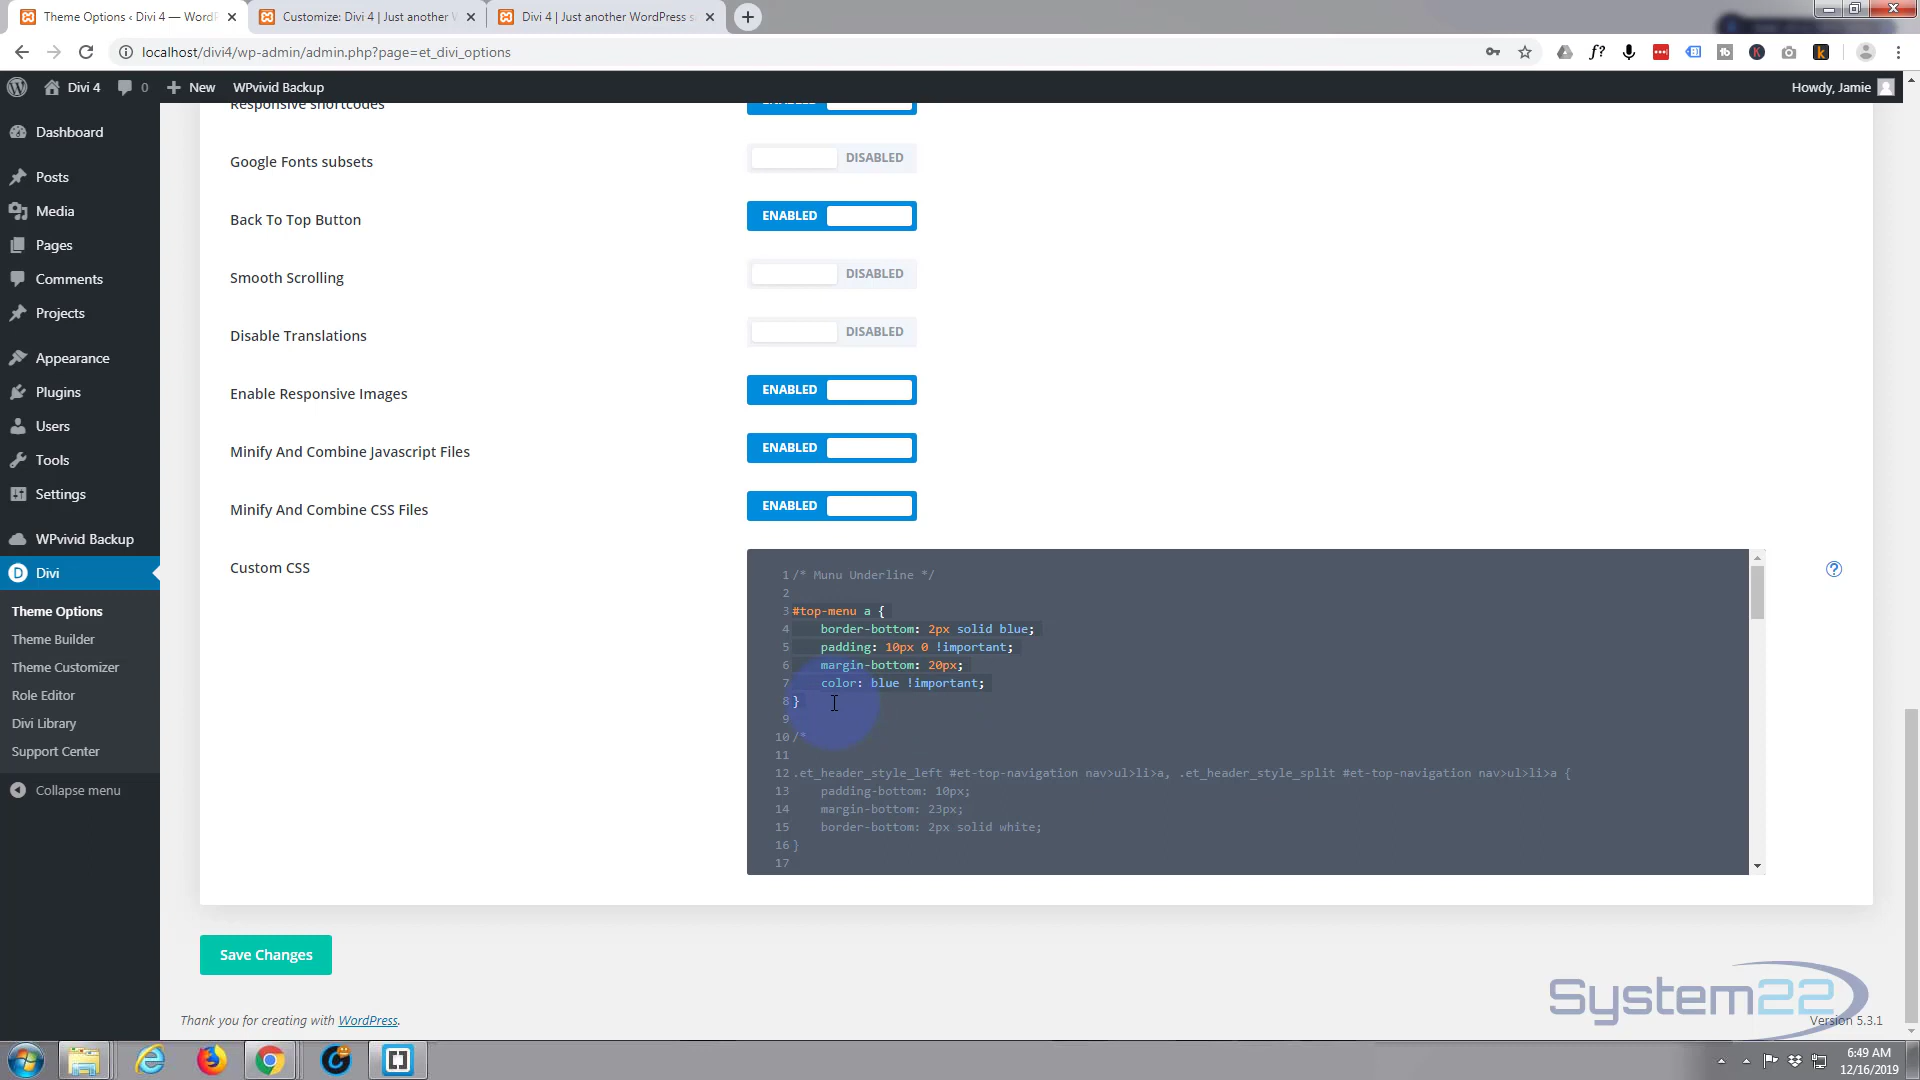 Theme Options ‹ Divi 4 — WordP
Customize: Divi 4 | Just another W
Divi 4 | Just another WordPress s
localhost/divi4/wp-admin/admin.php?page=et_divi_options
Divi 4
0
New
WPvivid Backup
Howdy, Jamie
Dashboard
Posts
Media
Pages
Comments
Projects
Appearance
Plugins
Users
Tools
Settings
WPvivid Backup
Divi
Theme Options
Theme Builder
Theme Customizer
Role Editor
Divi Library
Support Center
Collapse menu
Responsive shortcodes
ENABLED
Google Fonts subsets
DISABLED
Back To Top Button
ENABLED
Smooth Scrolling
DISABLED
Disable Translations
DISABLED
Enable Responsive Images
ENABLED
Minify And Combine Javascript Files
ENABLED
Minify And Combine CSS Files
ENABLED
Custom CSS
1 /* Munu Underline */
2
3 #top-menu a {
4 border-bottom: 2px solid blue;
5 padding: 10px 0 !important;
6 margin-bottom: 20px;
7 color: blue !important;
8 }
9
10 /*
11
12 .et_header_style_left #et-top-navigation nav>ul>li>a, .et_header_style_split #et-top-navigation nav>ul>li>a {
13 padding-bottom: 10px;
14 margin-bottom: 23px;
15 border-bottom: 2px solid white;
16 }
17
Save Changes
Thank you for creating with WordPress.
System22
Version 5.3.1
6:49 AM
12/16/2019